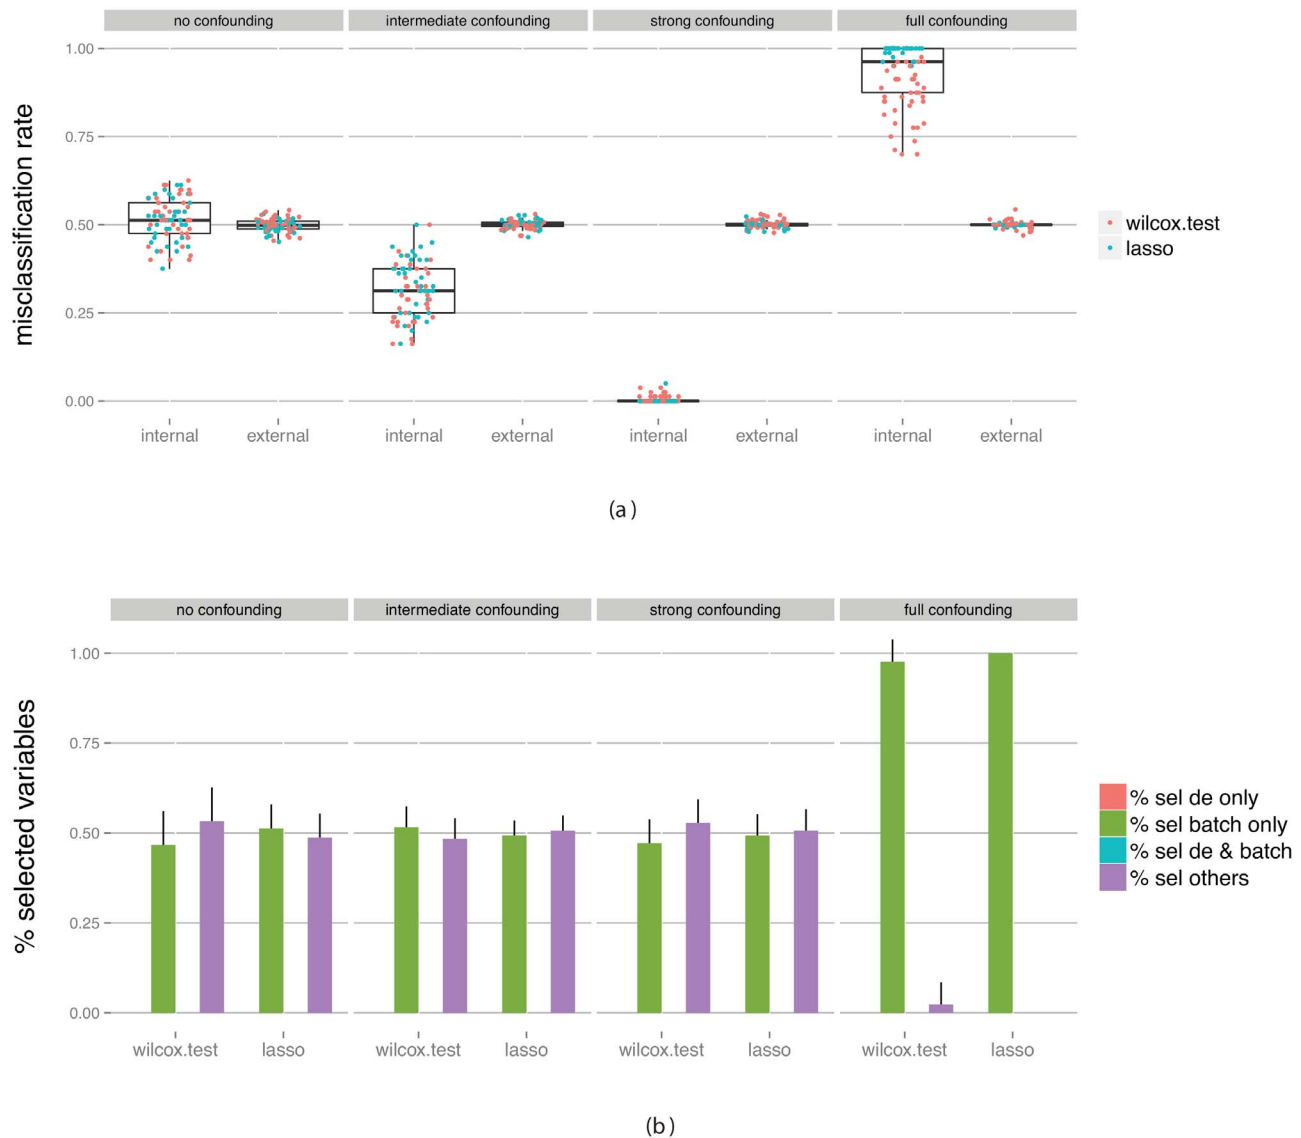 no confounding intermediate confounding strong confounding full confounding
misclassification rate
1.00
0.75
0.50
0.25
0.00
internal external internal external internal external internal external
wilcox.test
lasso
(a)
no confounding intermediate confounding strong confounding full confounding
% selected variables
1.00
0.75
0.50
0.25
0.00
wilcox.test lasso wilcox.test lasso wilcox.test lasso wilcox.test lasso
% sel de only
% sel batch only
% sel de & batch
% sel others
(b)